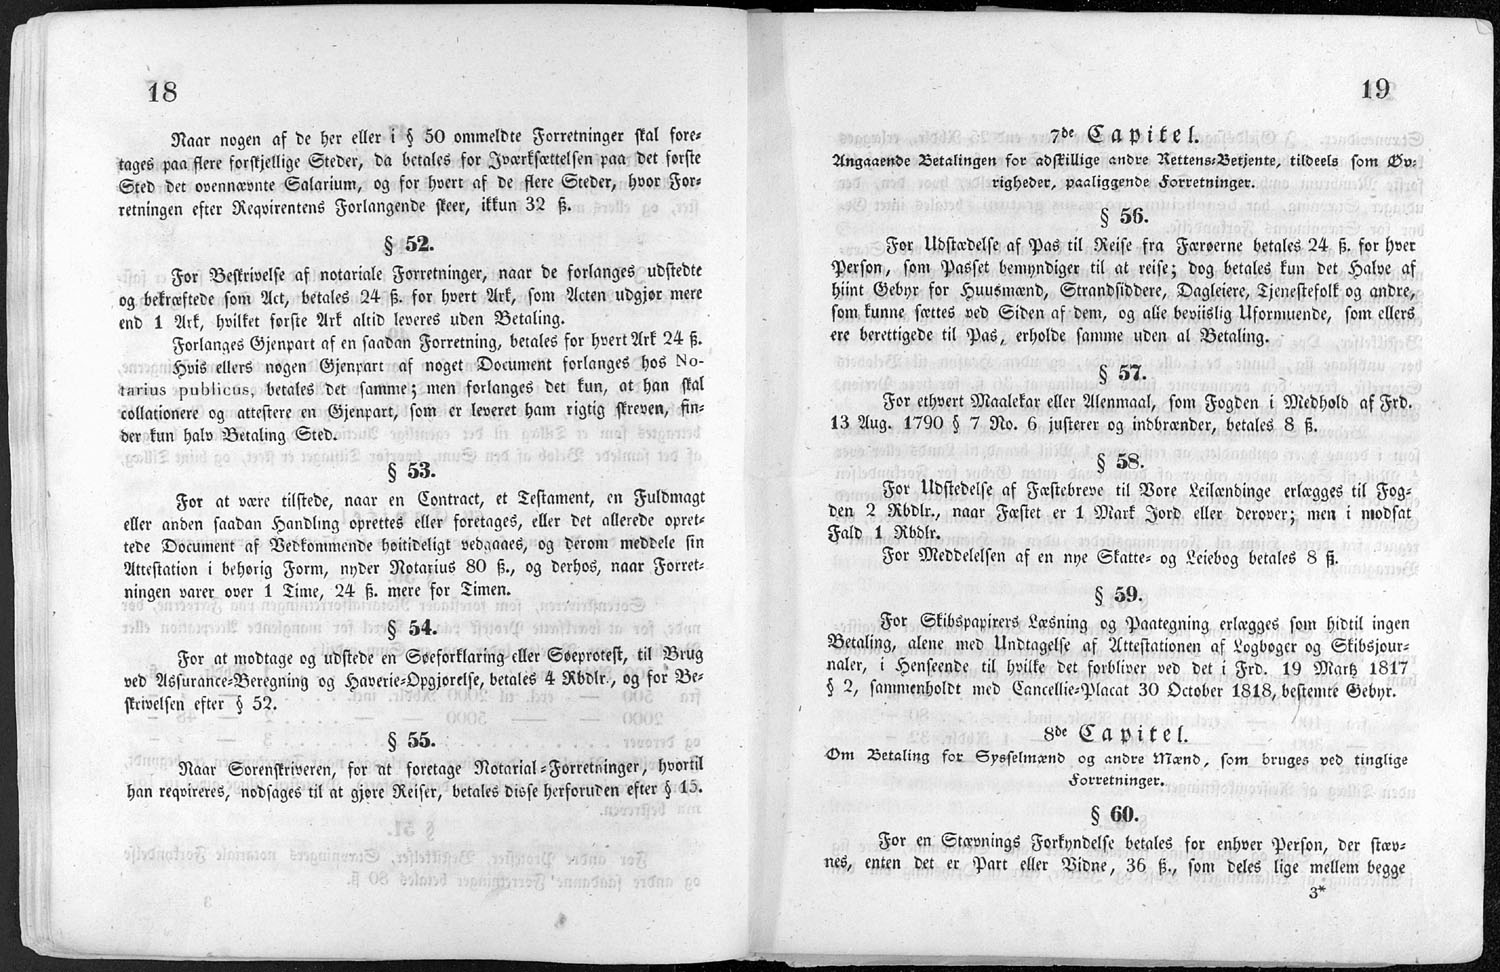 18
Naar nogen af de her eller i § 50 ommeldte Forretninger skal fore-
tages paa flere forskjellige Steder, da betales for Iværksættelsen paa det første
Sted det ovennævnte Salarium, og for hvert af de flere Steder, hvor For-
retningen efter Reqvirentens Forlangende skeer, ikkun 32 ß.
§ 52.
For Beskrivelse af notariale Forretninger, naar de forlanges udstedte
og bekræftede som Act, betales 24 ß. for hvert Ark, som Acten udgjør mere
end 1 Ark, hvilket første Ark altid leveres uden Betaling.
Forlanges Gjenpart af en saadan Forretning, betales for hvert Ark 24 ß.
Hvis ellers nogen Gjenpart af noget Document forlanges hos No-
tarius publicus, betales det samme; men forlanges det kun, at han skal
collationere og attestere en Gjenpart, som er leveret ham rigtig skreven, fin-
der kun halv Betaling Sted.
§ 53.
For at være tilstede, naar en Contract, et Testament, en Fuldmagt
eller anden saadan Handling oprettes eller foretages, eller det allerede opret-
tede Document af Vedkommende høitideligt vedgaaes, og derom meddele sin
Attestation i behørig Form, nyder Notarius 80 ß., og derhos, naar Forret-
ningen varer over 1 Time, 24 ß. mere for Timen.
§ 54.
For at modtage og udstede en Søeforklaring eller Søeprotest, til Brug
ved Assurance-Beregning og Haverie-Opgjørelse, betales 4 Rbdlr., og for Be-
skrivelsen efter § 52.
§ 55.
Naar Sorenskriveren, for at foretage Notarial-Forretninger, hvortil
han reqvireres, nødsages til at gjøre Reiser, betales disse herforuden efter § 15.
19
7de Capitel.
Angaaende Betalingen for adskillige andre Rettens-Betjente, tildeels som Øv-
righeder, paaliggende Forretninger.
§ 56.
For Udstædelse af Pas til Reise fra Færøerne betales 24 ß. for hver
Person, som Passet bemyndiger til at reise; dog betales kun det Halve af
hiint Gebyr for Huusmænd, Strandsiddere, Dagleiere, Tjenestefolk og andre,
som kunne sættes ved Siden af dem, og alle beviislig Uformuende, som ellers
ere berettigede til Pas, erholde samme uden al Betaling.
§ 57.
For ethvert Maalekar eller Alenmaal, som Fogden i Medhold af Frd.
13 Aug. 1790 § 7 No. 6 justerer og indbrænder, betales 8 ß.
§ 58.
For Udstedelse af Fæstebreve til Vore Leilændinge erlægges til Fog-
den 2 Rbdlr., naar Fæstet er 1 Mark Jord eller derover; men i modsat
Fald 1 Rbdlr.
For Meddelelsen af en nye Skatte- og Leiebog betales 8 ß.
§ 59.
For Skibspapirers Læsning og Paategning erlægges som hidtil ingen
Betaling, alene med Undtagelse af Attestationen af Logbøger og Skibsjour-
naler, i Henseende til hvilke det forbliver ved det i Frd. 19 Marts 1817
§ 2, sammenholdt med Cancellie-Placat 30 October 1818, bestemte Gebyr.
8de Capitel.
Om Betaling for Sysselmænd og andre Mænd, som bruges ved tinglige
Forretninger.
§ 60.
For en Stævnings Forkyndelse betales for enhver Person, der stæv-
nes, enten det er Part eller Vidne, 36 ß., som deles lige mellem begge
3*